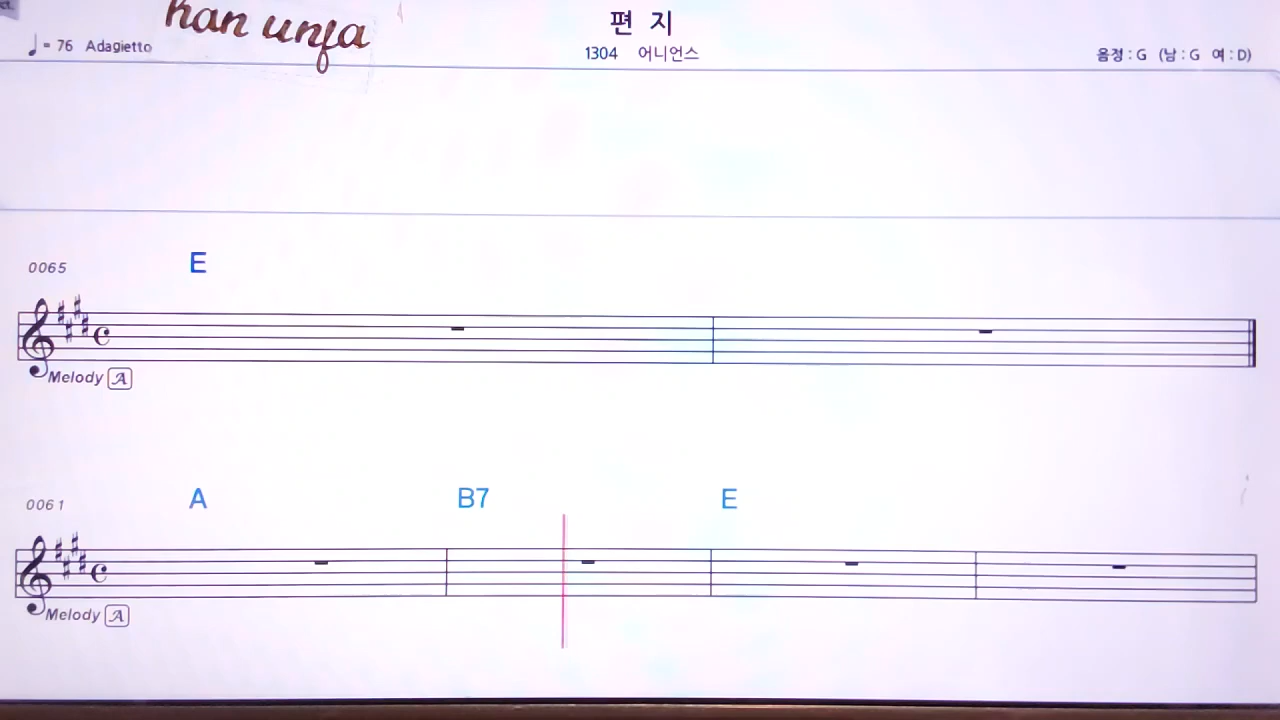 han unfa
편 지
♩= 76 Adagietto
1304 어니언스
음정 : G (남 : G 여 : D)
0065
E
Melody A
0061
A B7 E
Melody A